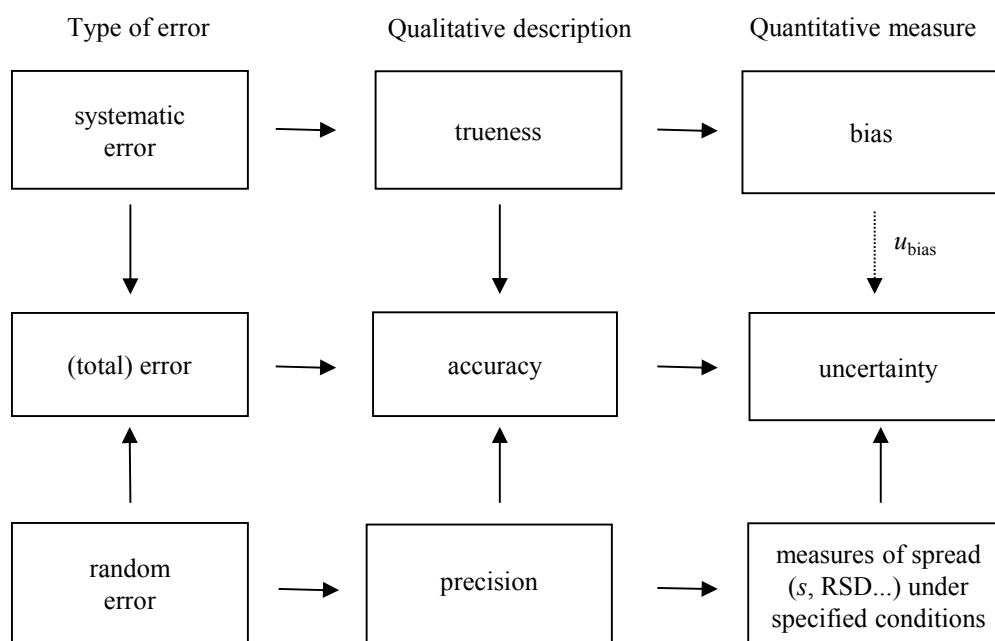 Type of error
Qualitative description
Quantitative measure
systematic
error
trueness
bias
u_bias
(total) error
accuracy
uncertainty
random
error
precision
measures of spread
(s, RSD...) under
specified conditions